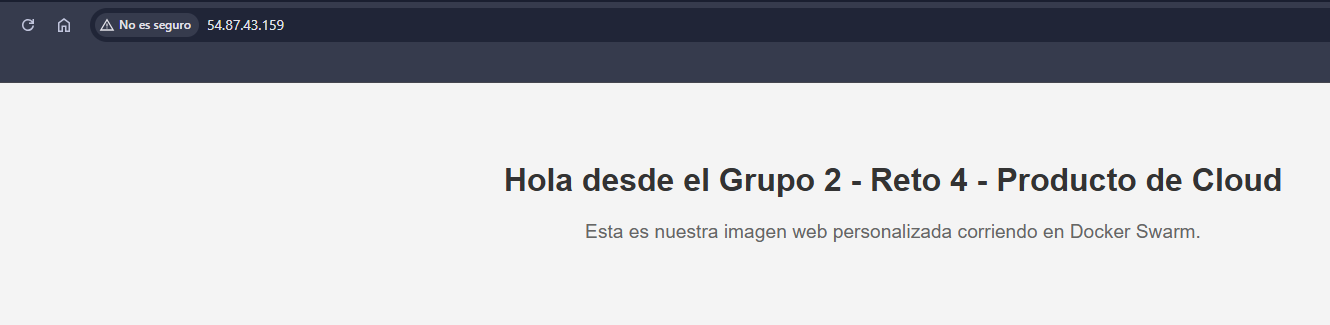 No es seguro 54.87.43.159
Hola desde el Grupo 2 - Reto 4 - Producto de Cloud
Esta es nuestra imagen web personalizada corriendo en Docker Swarm.